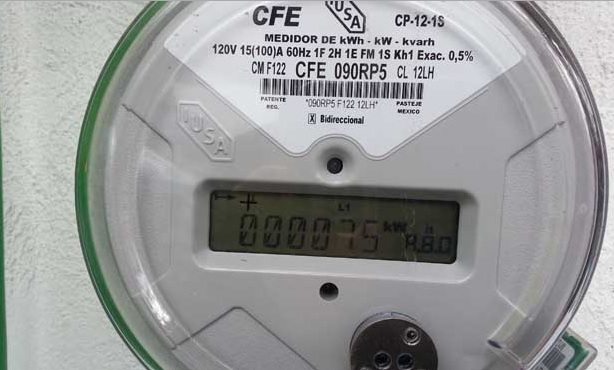 CFE IUSA CP-12-1S
MEDIDOR DE kWh - kW - kvarh
120V 15(100)A 60Hz 1F 2H 1E FM 1S Kh1 Exac. 0,5%
CM F122 CFE 090RP5 CL 12LH
PATENTE REG. *090RP5 F122 12LH* PASTEJE MEXICO
X Bidireccional
IUSA
L1
000075 kW